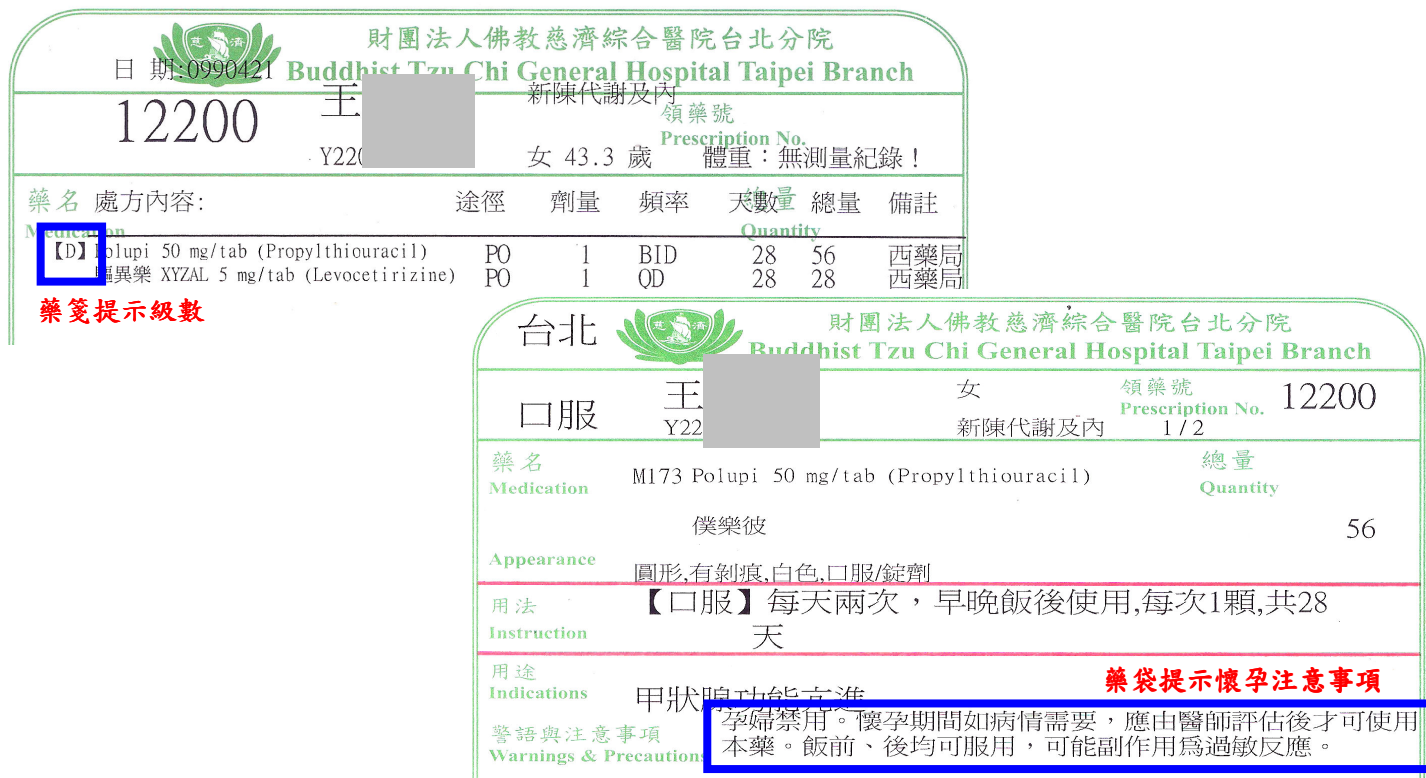 財團法人佛教慈濟綜合醫院台北分院
日 期:0990421 Buddhist Tzu Chi General Hospital Taipei Branch
12200 王 新陳代謝及內
領藥號
Prescription No.
Y220 女 43.3 歲 體重：無測量紀錄！
藥名 處方內容: 途徑 劑量 頻率 天數 總量 總量 備註
Medication Quantity
【D】Polupi 50 mg/tab (Propylthiouracil) PO 1 BID 28 56 西藥局
驅異樂 XYZAL 5 mg/tab (Levocetirizine) PO 1 QD 28 28 西藥局
藥箋提示級數
台北 財團法人佛教慈濟綜合醫院台北分院
Buddhist Tzu Chi General Hospital Taipei Branch
口服 王 女 領藥號 12200
Prescription No.
Y22 新陳代謝及內 1/2
藥名 總量
Medication M173 Polupi 50 mg/tab (Propylthiouracil) Quantity
僕樂彼 56
Appearance
圓形,有剝痕,白色,口服/錠劑
用法 【口服】每天兩次，早晚飯後使用,每次1顆,共28
Instruction 天
用途
Indications 甲狀腺功能亢進
藥袋提示懷孕注意事項
警語與注意事項 孕婦禁用。懷孕期間如病情需要，應由醫師評估後才可使用
Warnings & Precautions 本藥。飯前、後均可服用，可能副作用為過敏反應。